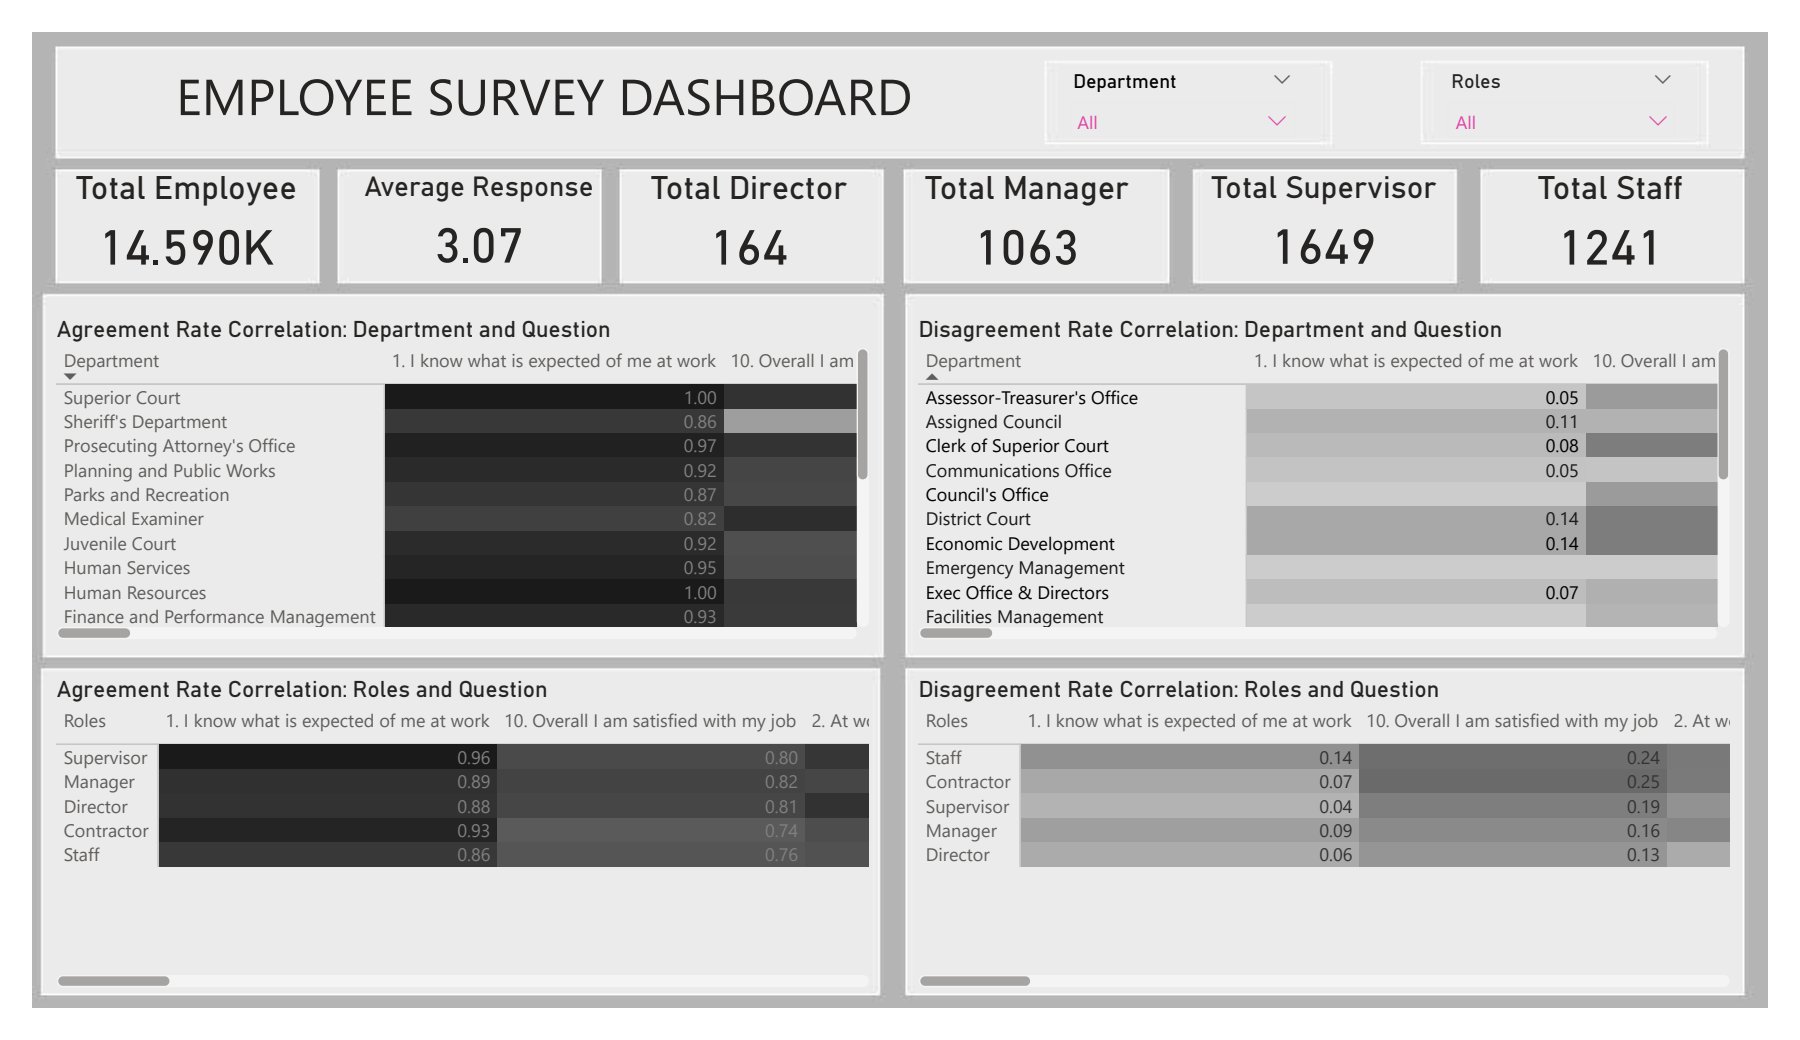 EMPLOYEE SURVEY DASHBOARD
Department
All
Roles
All
Total Employee
14.590K
Average Response
3.07
Total Director
164
Total Manager
1063
Total Supervisor
1649
Total Staff
1241
Agreement Rate Correlation: Department and Question
Department 1. I know what is expected of me at work 10. Overall I am
Superior Court 1.00
Sheriff's Department 0.86
Prosecuting Attorney's Office 0.97
Planning and Public Works 0.92
Parks and Recreation 0.87
Medical Examiner 0.82
Juvenile Court 0.92
Human Services 0.95
Human Resources 1.00
Finance and Performance Management 0.93
Disagreement Rate Correlation: Department and Question
Department 1. I know what is expected of me at work 10. Overall I am
Assessor-Treasurer's Office 0.05
Assigned Council 0.11
Clerk of Superior Court 0.08
Communications Office 0.05
Council's Office
District Court 0.14
Economic Development 0.14
Emergency Management
Exec Office & Directors 0.07
Facilities Management
Agreement Rate Correlation: Roles and Question
Roles 1. I know what is expected of me at work 10. Overall I am satisfied with my job 2. At
Supervisor 0.96 0.80
Manager 0.89 0.82
Director 0.88 0.81
Contractor 0.93 0.74
Staff 0.86 0.76
Disagreement Rate Correlation: Roles and Question
Roles 1. I know what is expected of me at work 10. Overall I am satisfied with my job 2. At
Staff 0.14 0.24
Contractor 0.07 0.25
Supervisor 0.04 0.19
Manager 0.09 0.16
Director 0.06 0.13